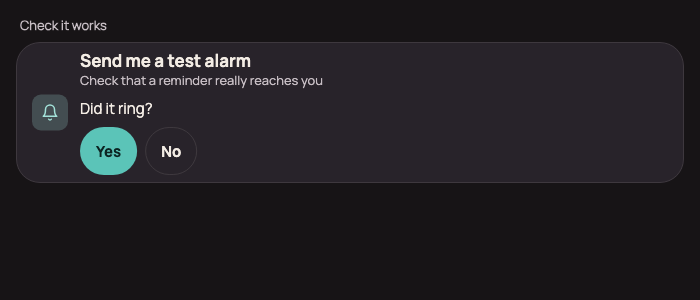 Check it works
Send me a test alarm
Check that a reminder really reaches you
Did it ring?
Yes
No